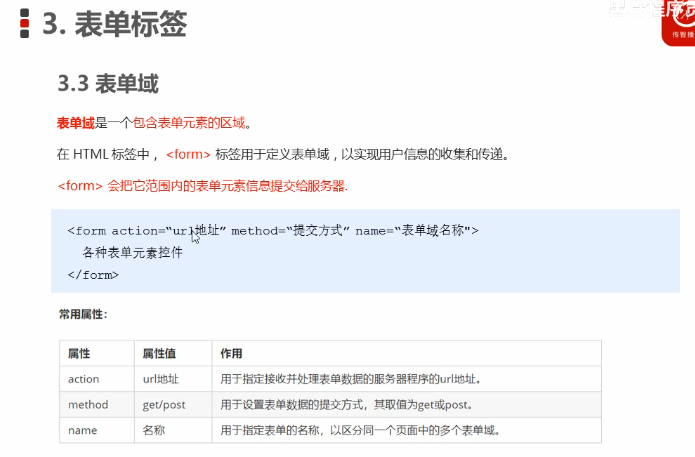 3. 表单标签
传智播
3.3 表单域
表单域是一个包含表单元素的区域。
在 HTML 标签中， <form> 标签用于定义表单域 , 以实现用户信息的收集和传递。
<form> 会把它范围内的表单元素信息提交给服务器.
<form action=“url地址” method=“提交方式” name=“表单域名称">
各种表单元素控件
</form>
常用属性：
属性 属性值 作用
action url地址 用于指定接收并处理表单数据的服务器程序的url地址。
method get/post 用于设置表单数据的提交方式，其取值为get或post。
name 名称 用于指定表单的名称，以区分同一个页面中的多个表单域。